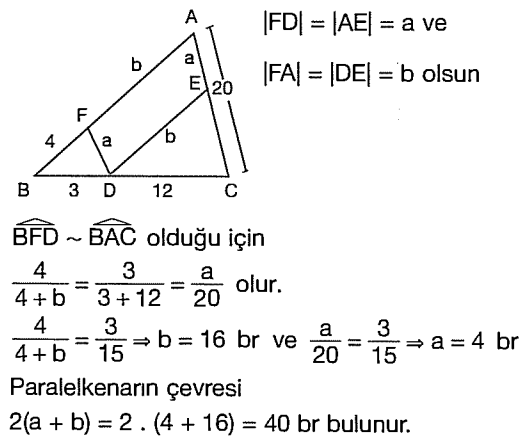 A
|FD| = |AE| = a ve
b
a
|FA| = |DE| = b olsun
E
20
F
4
a
b
B
3
D
12
C
BFD ~ BAC olduğu için
4/(4 + b) = 3/(3 + 12) = a/20 olur.
4/(4 + b) = 3/15 ⇒ b = 16 br ve a/20 = 3/15 ⇒ a = 4 br
Paralelkenarın çevresi
2(a + b) = 2 . (4 + 16) = 40 br bulunur.